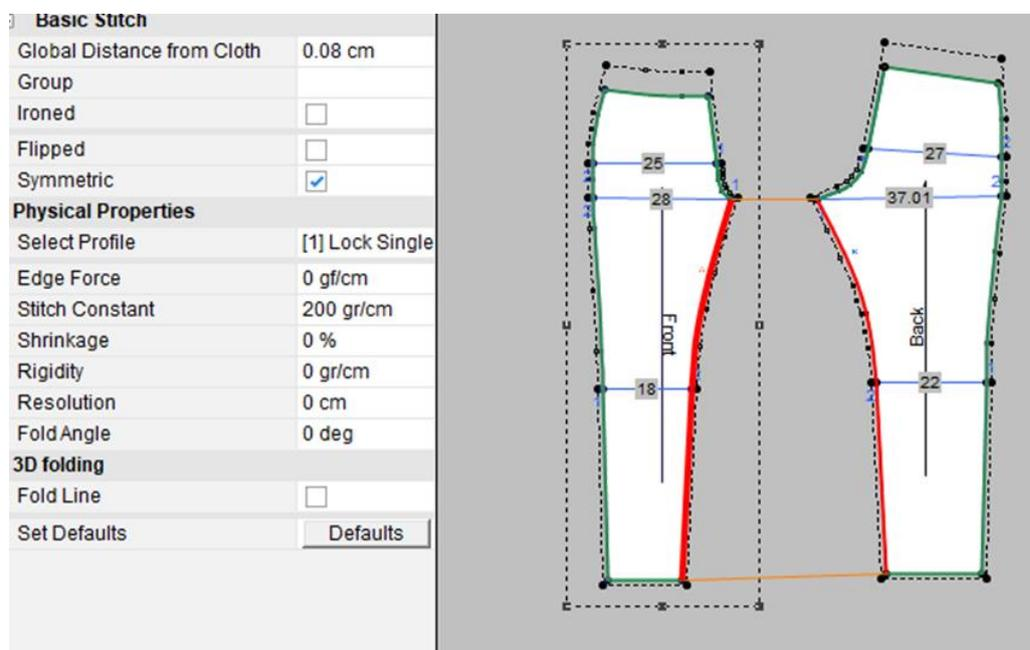 Basic Stitch
Global Distance from Cloth 0.08 cm
Group
Ironed
Flipped
Symmetric
Physical Properties
Select Profile [1] Lock Single
Edge Force 0 gf/cm
Stitch Constant 200 gr/cm
Shrinkage 0 %
Rigidity 0 gr/cm
Resolution 0 cm
Fold Angle 0 deg
3D folding
Fold Line
Set Defaults Defaults
25
28
1
Front
18
27
2
37.01
Back
22